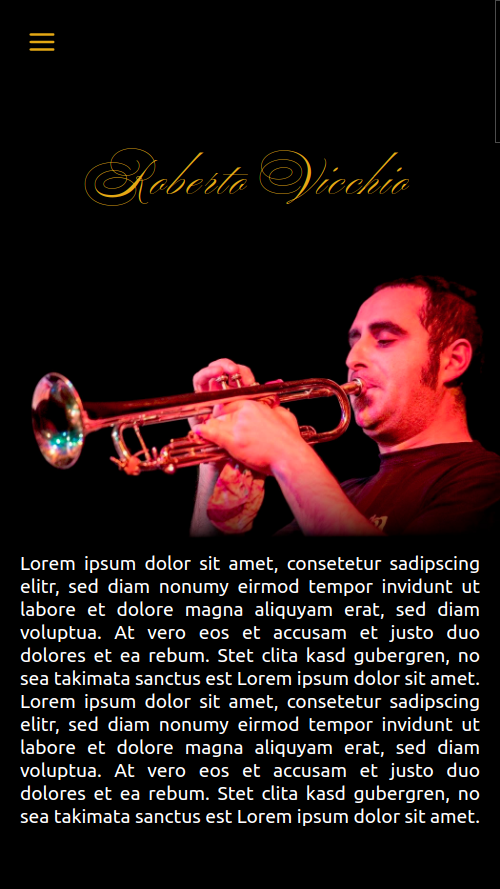 Roberto Vicchio
Lorem ipsum dolor sit amet, consetetur sadipscing
elitr, sed diam nonumy eirmod tempor invidunt ut
labore et dolore magna aliquyam erat, sed diam
voluptua. At vero eos et accusam et justo duo
dolores et ea rebum. Stet clita kasd gubergren, no
sea takimata sanctus est Lorem ipsum dolor sit amet.
Lorem ipsum dolor sit amet, consetetur sadipscing
elitr, sed diam nonumy eirmod tempor invidunt ut
labore et dolore magna aliquyam erat, sed diam
voluptua. At vero eos et accusam et justo duo
dolores et ea rebum. Stet clita kasd gubergren, no
sea takimata sanctus est Lorem ipsum dolor sit amet.